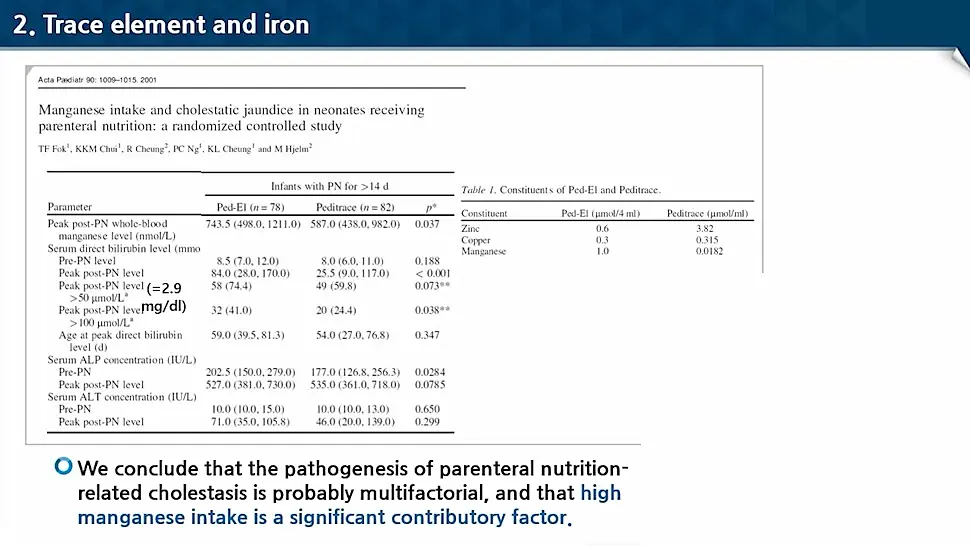 2. Trace element and iron
Acta Pædiatr 90: 1009–1015. 2001
Manganese intake and cholestatic jaundice in neonates receiving
parenteral nutrition: a randomized controlled study
TF Fok¹, KKM Chui¹, R Cheung², PC Ng¹, KL Cheung¹ and M Hjelm²
Infants with PN for >14 d
Parameter Ped-El (n = 78) Peditrace (n = 82) p*
Peak post-PN whole-blood 743.5 (498.0, 1211.0) 587.0 (438.0, 982.0) 0.037
manganese level (nmol/L)
Serum direct bilirubin level (mmo
Pre-PN level 8.5 (7.0, 12.0) 8.0 (6.0, 11.0) 0.188
Peak post-PN level 84.0 (28.0, 170.0) 25.5 (9.0, 117.0) < 0.001
Peak post-PN level 58 (74.4) 49 (59.8) 0.073**
>50 µmol/Lª
(=2.9
mg/dl)
Peak post-PN level 32 (41.0) 20 (24.4) 0.038**
>100 µmol/Lª
Age at peak direct bilirubin 59.0 (39.5, 81.3) 54.0 (27.0, 76.8) 0.347
level (d)
Serum ALP concentration (IU/L)
Pre-PN 202.5 (150.0, 279.0) 177.0 (126.8, 256.3) 0.0284
Peak post-PN level 527.0 (381.0, 730.0) 535.0 (361.0, 718.0) 0.0785
Serum ALT concentration (IU/L)
Pre-PN 10.0 (10.0, 15.0) 10.0 (10.0, 13.0) 0.650
Peak post-PN level 71.0 (35.0, 105.8) 46.0 (20.0, 139.0) 0.299
Table 1. Constituents of Ped-El and Peditrace.
Constituent Ped-El (µmol/4 ml) Peditrace (µmol/ml)
Zinc 0.6 3.82
Copper 0.3 0.315
Manganese 1.0 0.0182
We conclude that the pathogenesis of parenteral nutrition-
related cholestasis is probably multifactorial, and that high
manganese intake is a significant contributory factor.